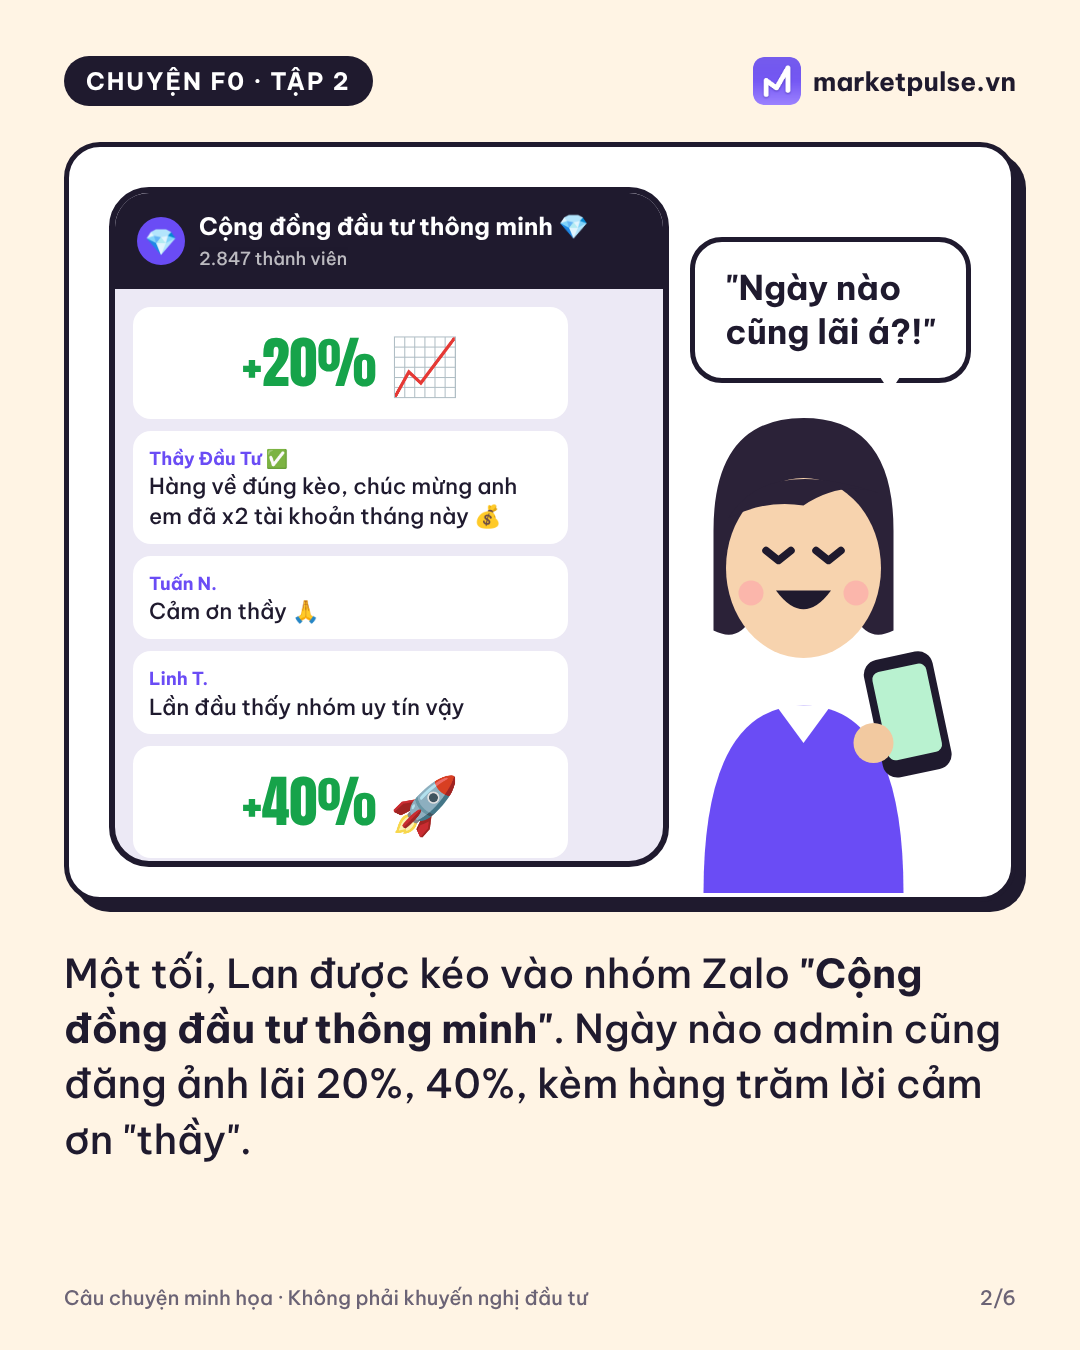 CHUYỆN F0 · TẬP 2
marketpulse.vn
Cộng đồng đầu tư thông minh 💎
2.847 thành viên
+20% 📈
Thầy Đầu Tư ✅
Hàng về đúng kèo, chúc mừng anh
em đã x2 tài khoản tháng này 💰
Tuấn N.
Cảm ơn thầy 🙏
Linh T.
Lần đầu thấy nhóm uy tín vậy
+40% 🚀
"Ngày nào
cũng lãi á?!"
Một tối, Lan được kéo vào nhóm Zalo "Cộng
đồng đầu tư thông minh". Ngày nào admin cũng
đăng ảnh lãi 20%, 40%, kèm hàng trăm lời cảm
ơn "thầy".
Câu chuyện minh họa · Không phải khuyến nghị đầu tư
2/6